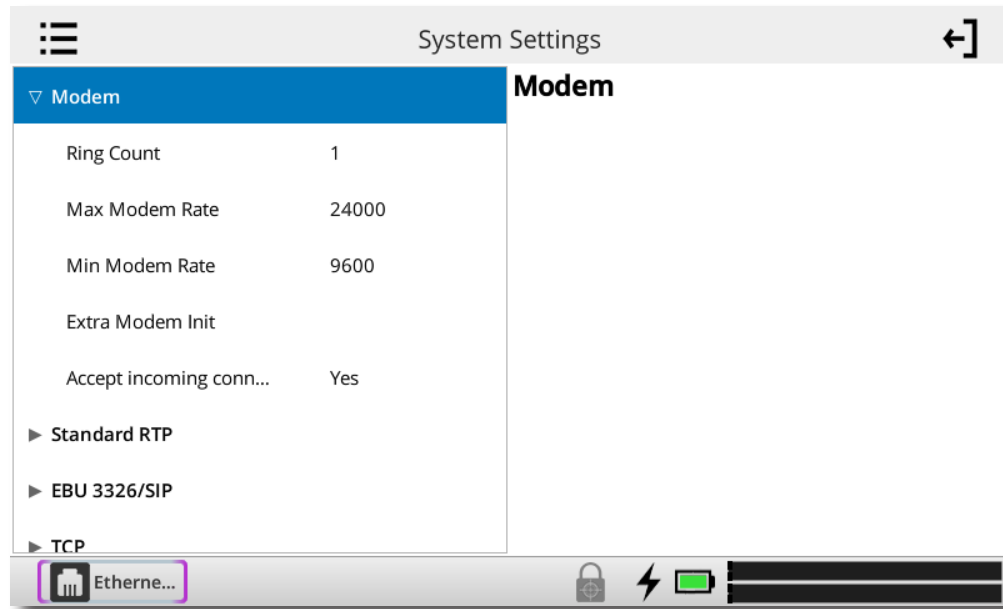 System Settings
Modem
Modem
Ring Count 1
Max Modem Rate 24000
Min Modem Rate 9600
Extra Modem Init
Accept incoming conn... Yes
Standard RTP
EBU 3326/SIP
TCP
Etherne...